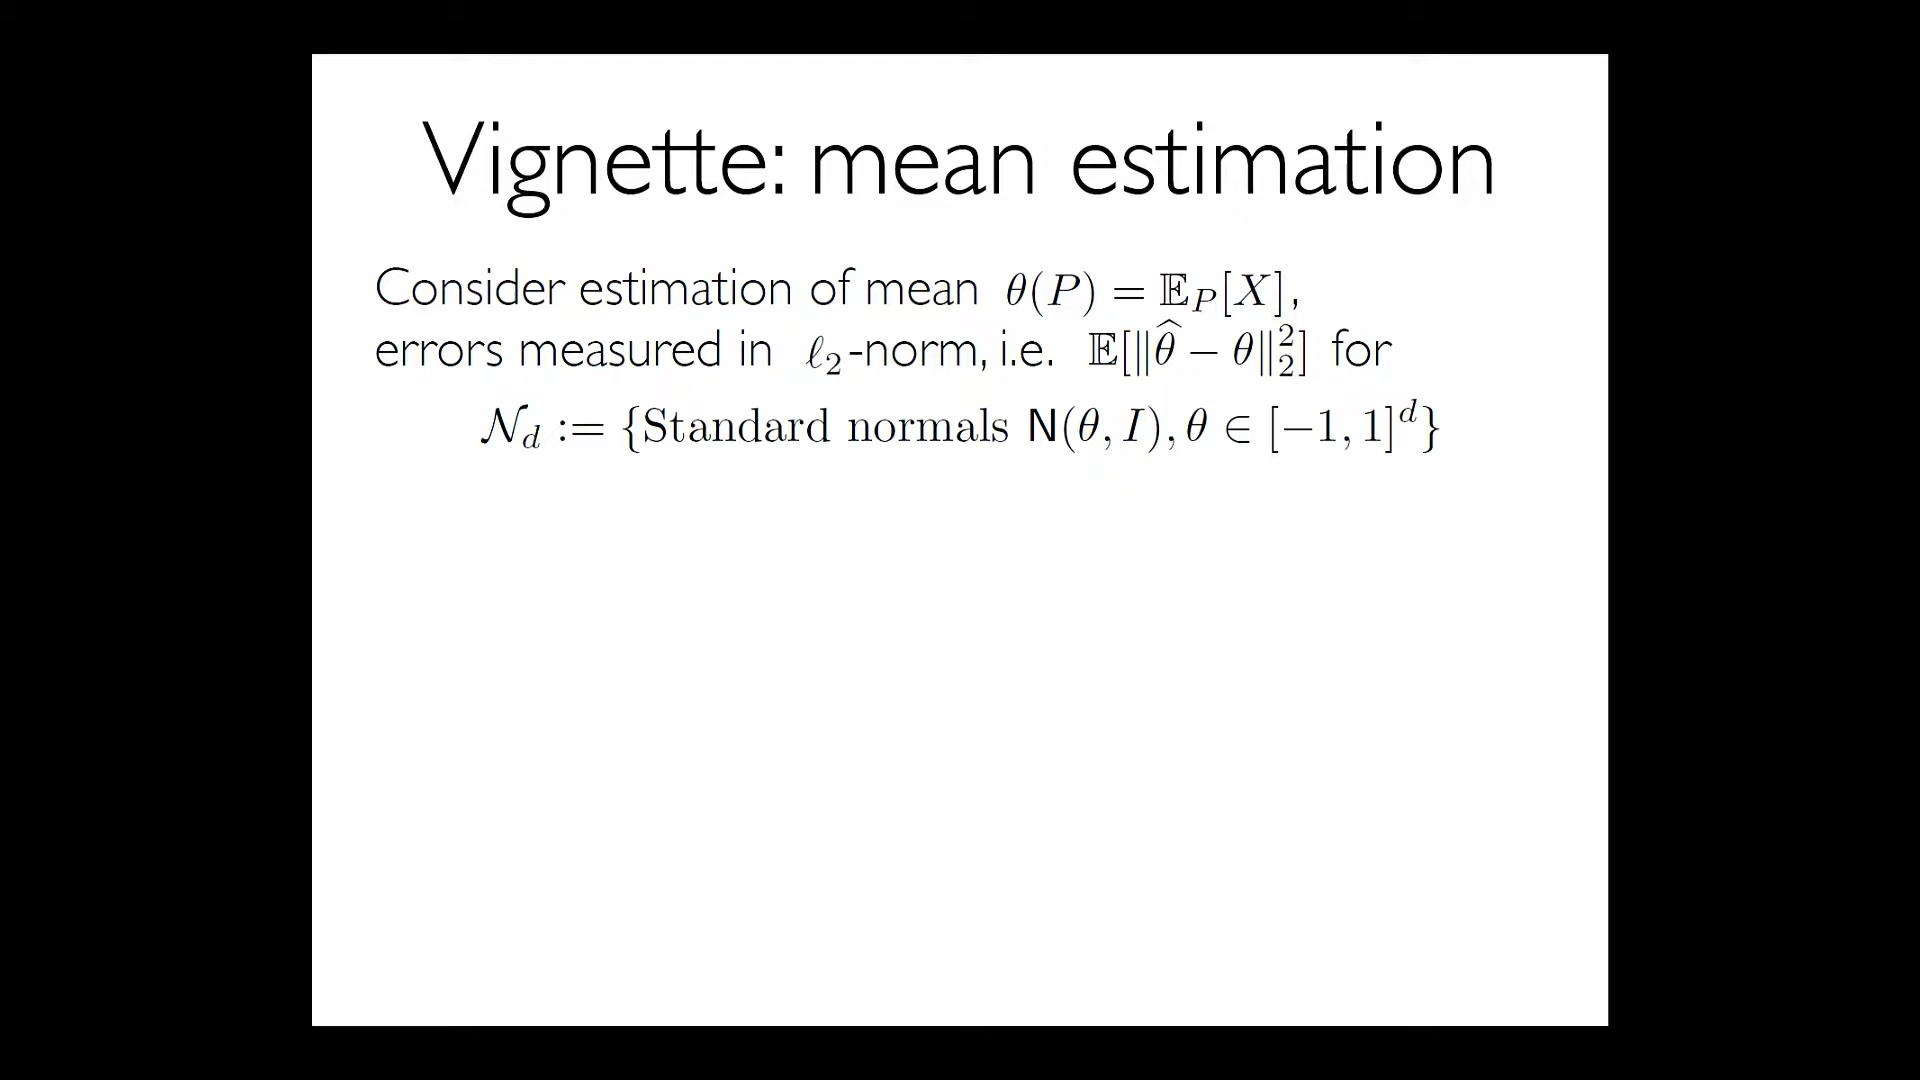 Vignette: mean estimation
Consider estimation of mean θ(P) = 𝔼_P[X],
errors measured in ℓ₂-norm, i.e. 𝔼[‖θ̂ − θ‖₂²] for
𝒩_d := {Standard normals N(θ, I), θ ∈ [−1, 1]^d}